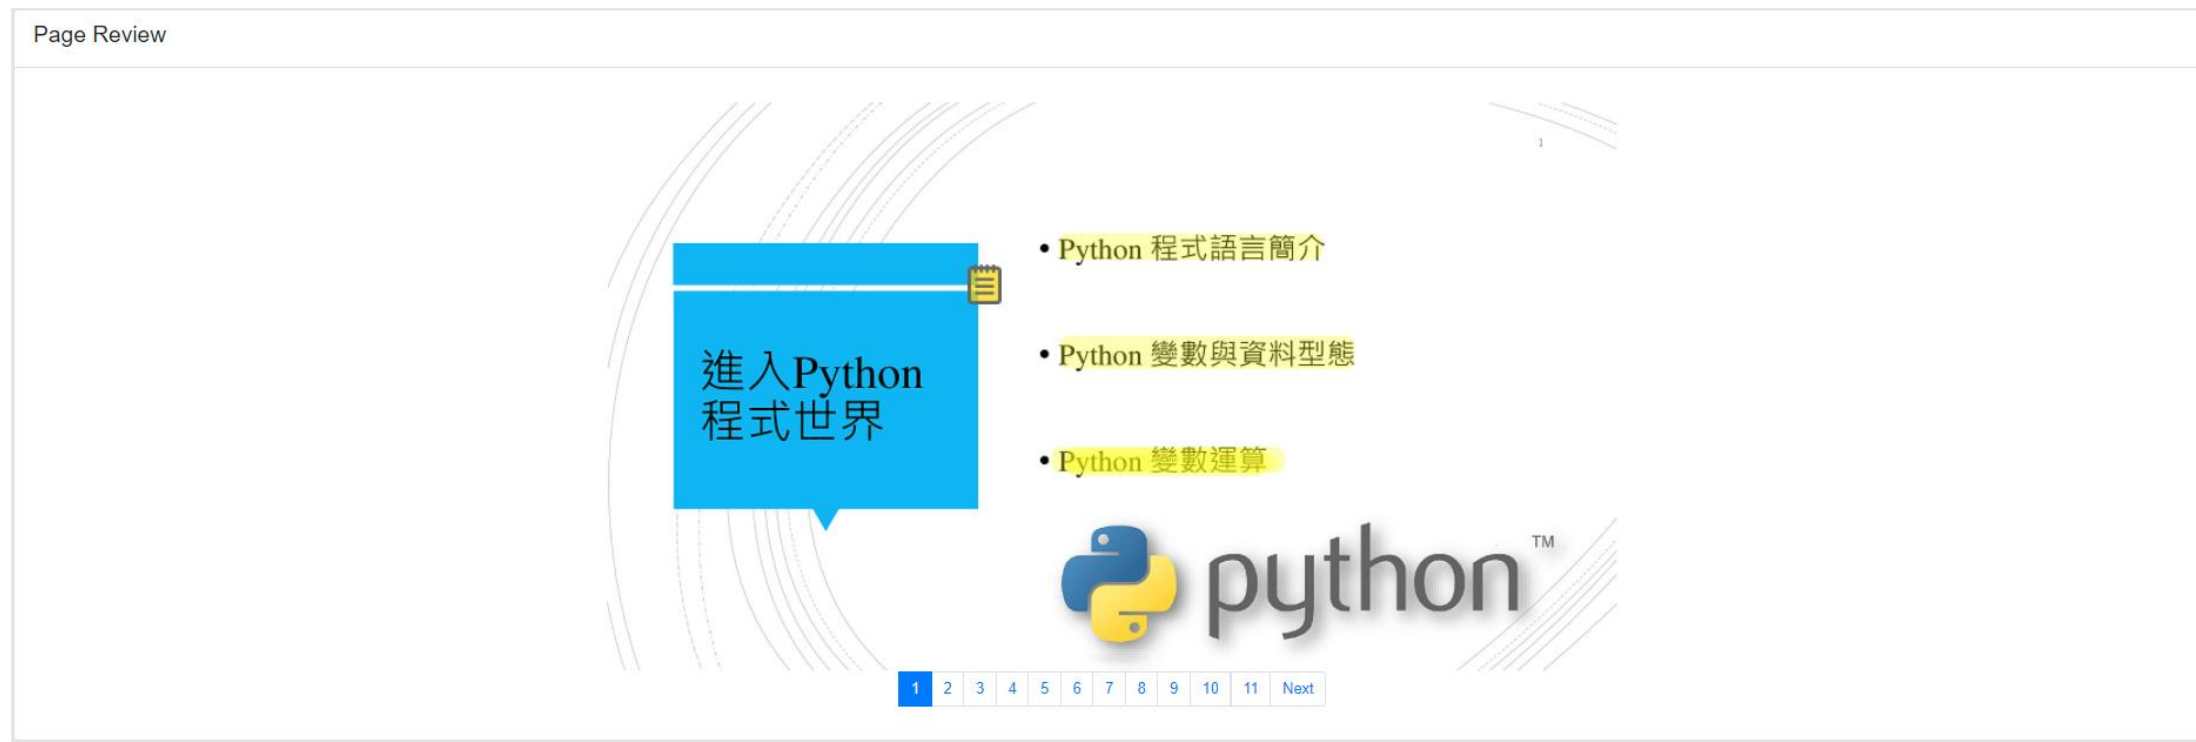 Page Review
1
進入Python
程式世界
• Python 程式語言簡介
• Python 變數與資料型態
• Python 變數運算
python™
1 2 3 4 5 6 7 8 9 10 11 Next